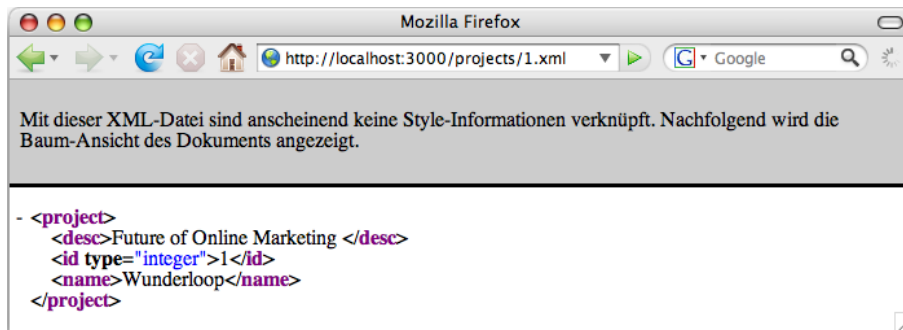 Mozilla Firefox
http://localhost:3000/projects/1.xml
G Google
Mit dieser XML-Datei sind anscheinend keine Style-Informationen verknüpft. Nachfolgend wird die
Baum-Ansicht des Dokuments angezeigt.
- <project>
<desc>Future of Online Marketing </desc>
<id type="integer">1</id>
<name>Wunderloop</name>
</project>